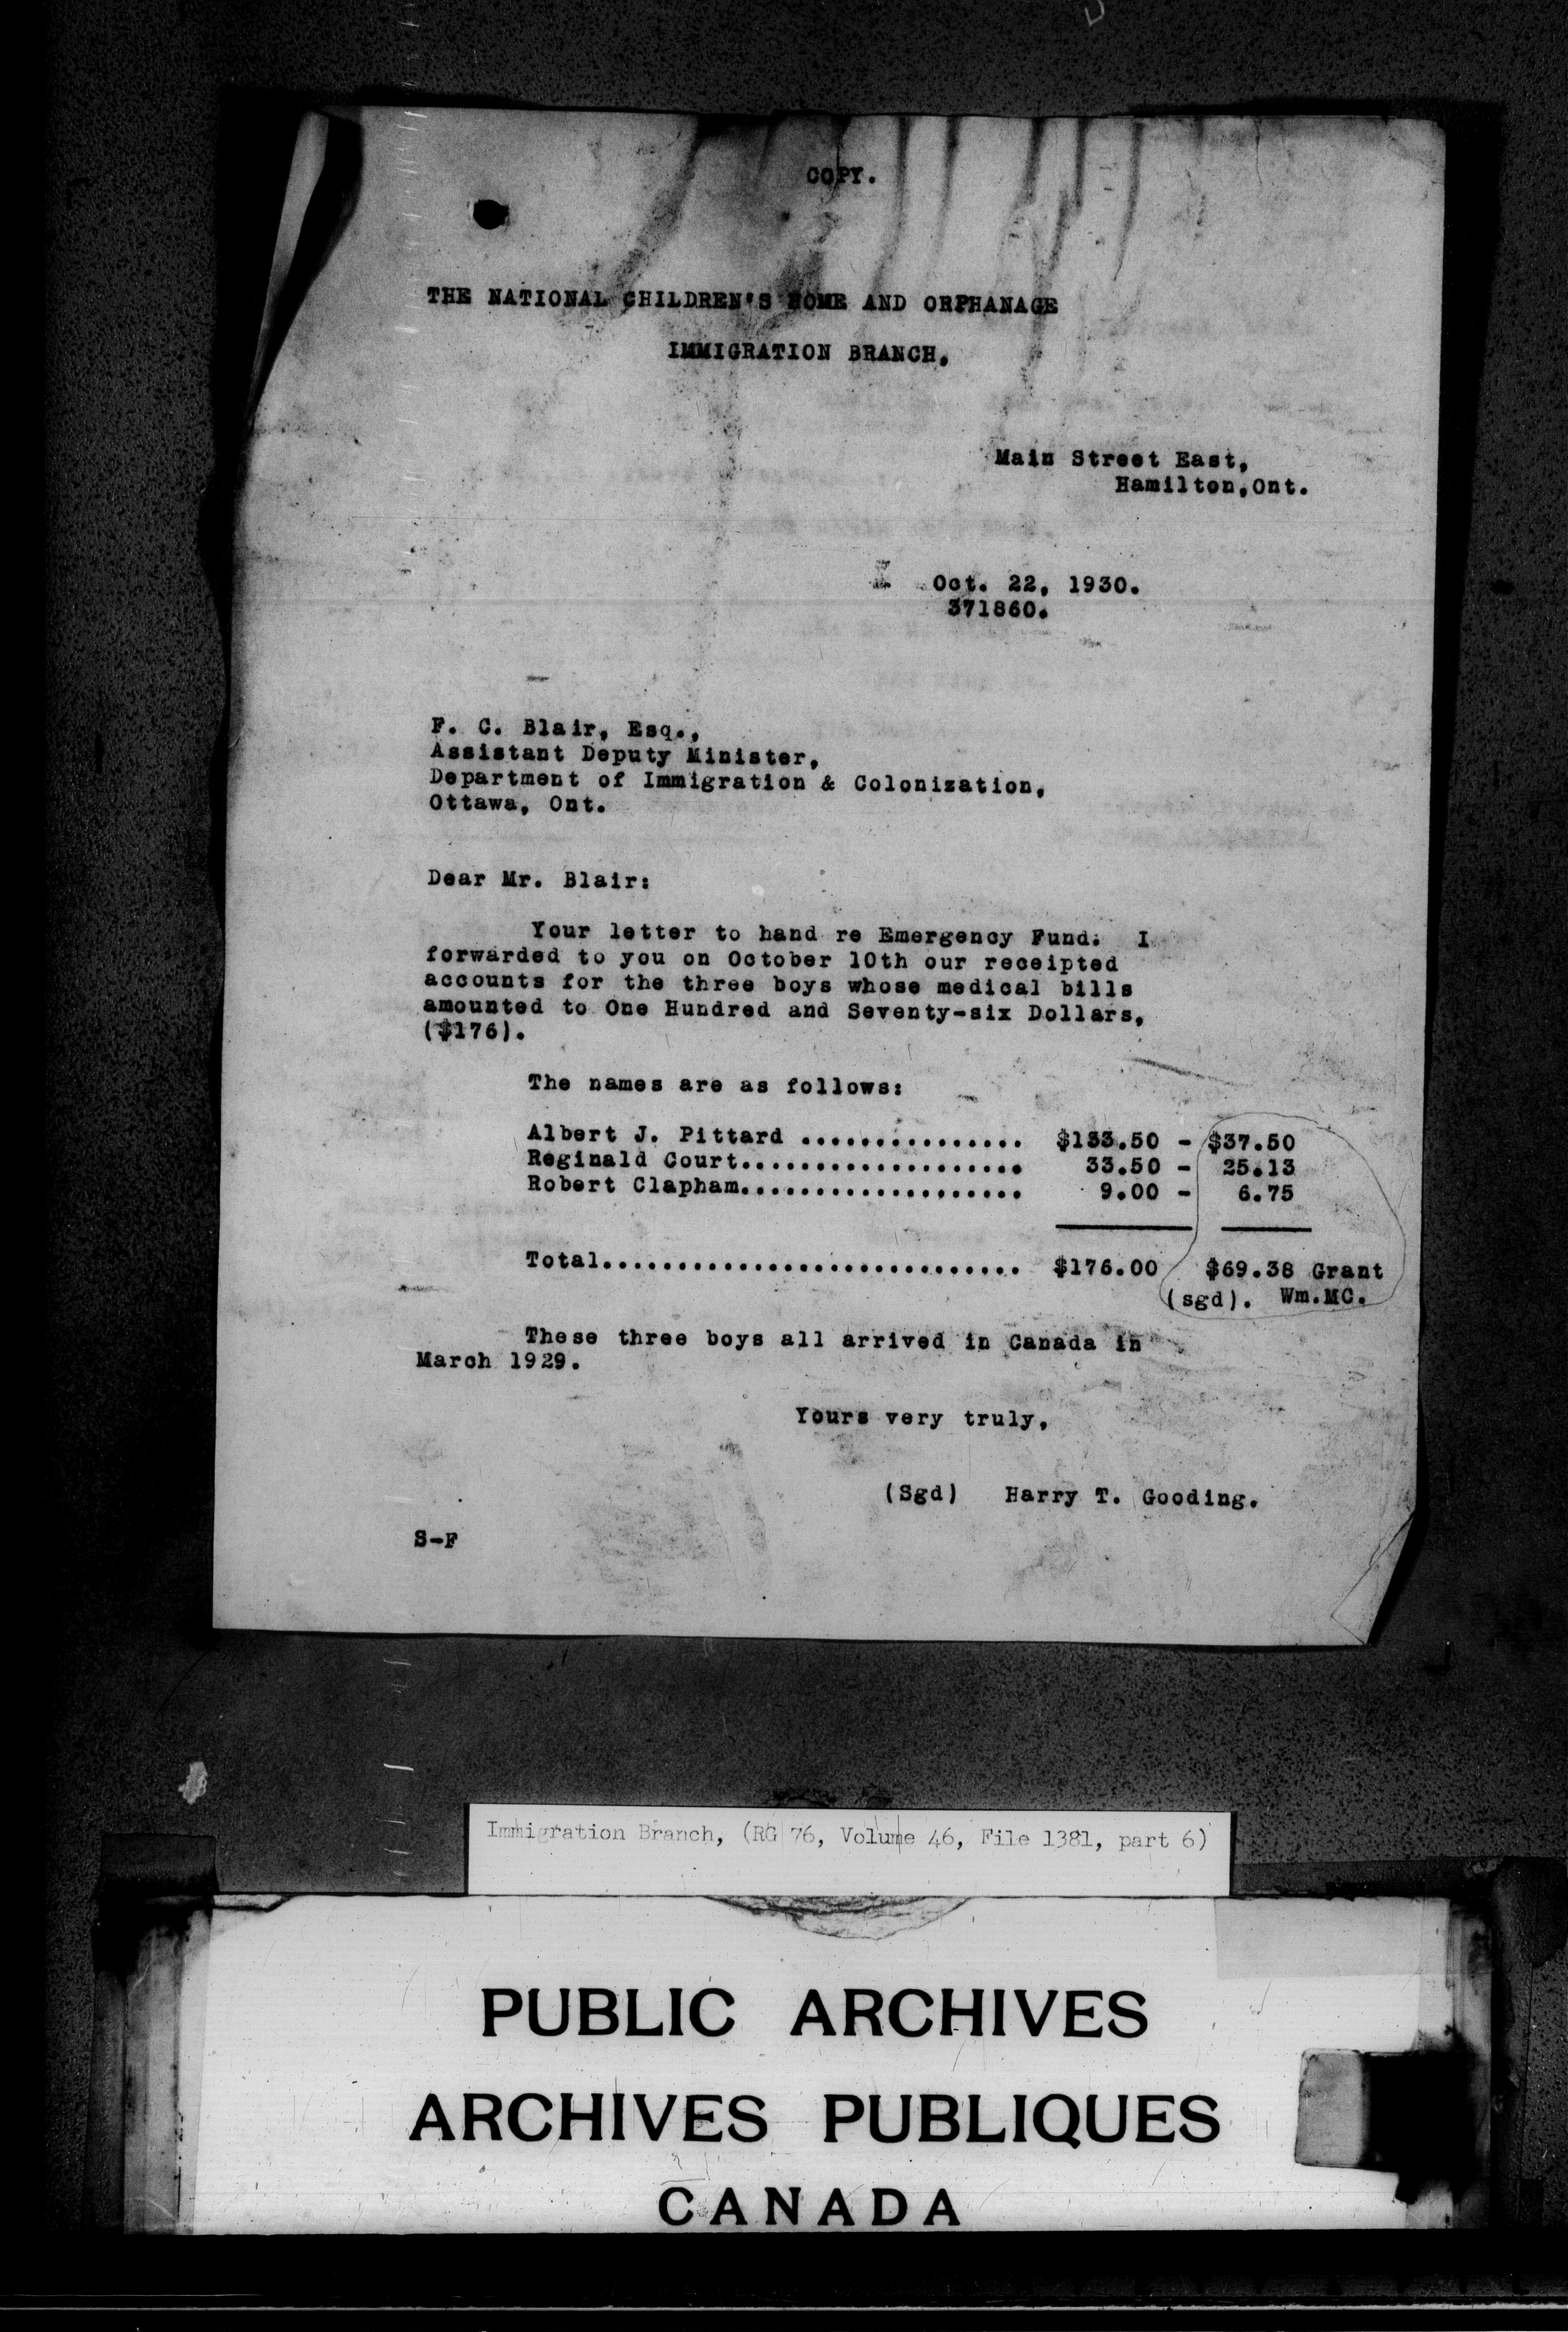 COPY.
THE NATIONAL CHILDREN'S HOME AND ORPHANAGE
IMMIGRATION BRANCH.
Main Street East,
Hamilton,Ont.
Oct. 22, 1930.
371860.
F. C. Blair, Esq.,
Assistant Deputy Minister,
Department of Immigration & Colonization,
Ottawa, Ont.
Dear Mr. Blair:
Your letter to hand re Emergency Fund. I
forwarded to you on October 10th our receipted
accounts for the three boys whose medical bills
amounted to One Hundred and Seventy-six Dollars,
($176).
The names are as follows:
Albert J. Pittard ............... $133.50 - $37.50
Reginald Court................... 33.50 - 25.13
Robert Clapham................... 9.00 - 6.75
Total............................ $176.00 $69.38 Grant
(sgd). Wm.MC.
These three boys all arrived in Canada in
March 1929.
Yours very truly,
(Sgd) Harry T. Gooding.
S-F
Immigration Branch, (RG 76, Volume 46, File 1381, part 6)
PUBLIC ARCHIVES
ARCHIVES PUBLIQUES
CANADA